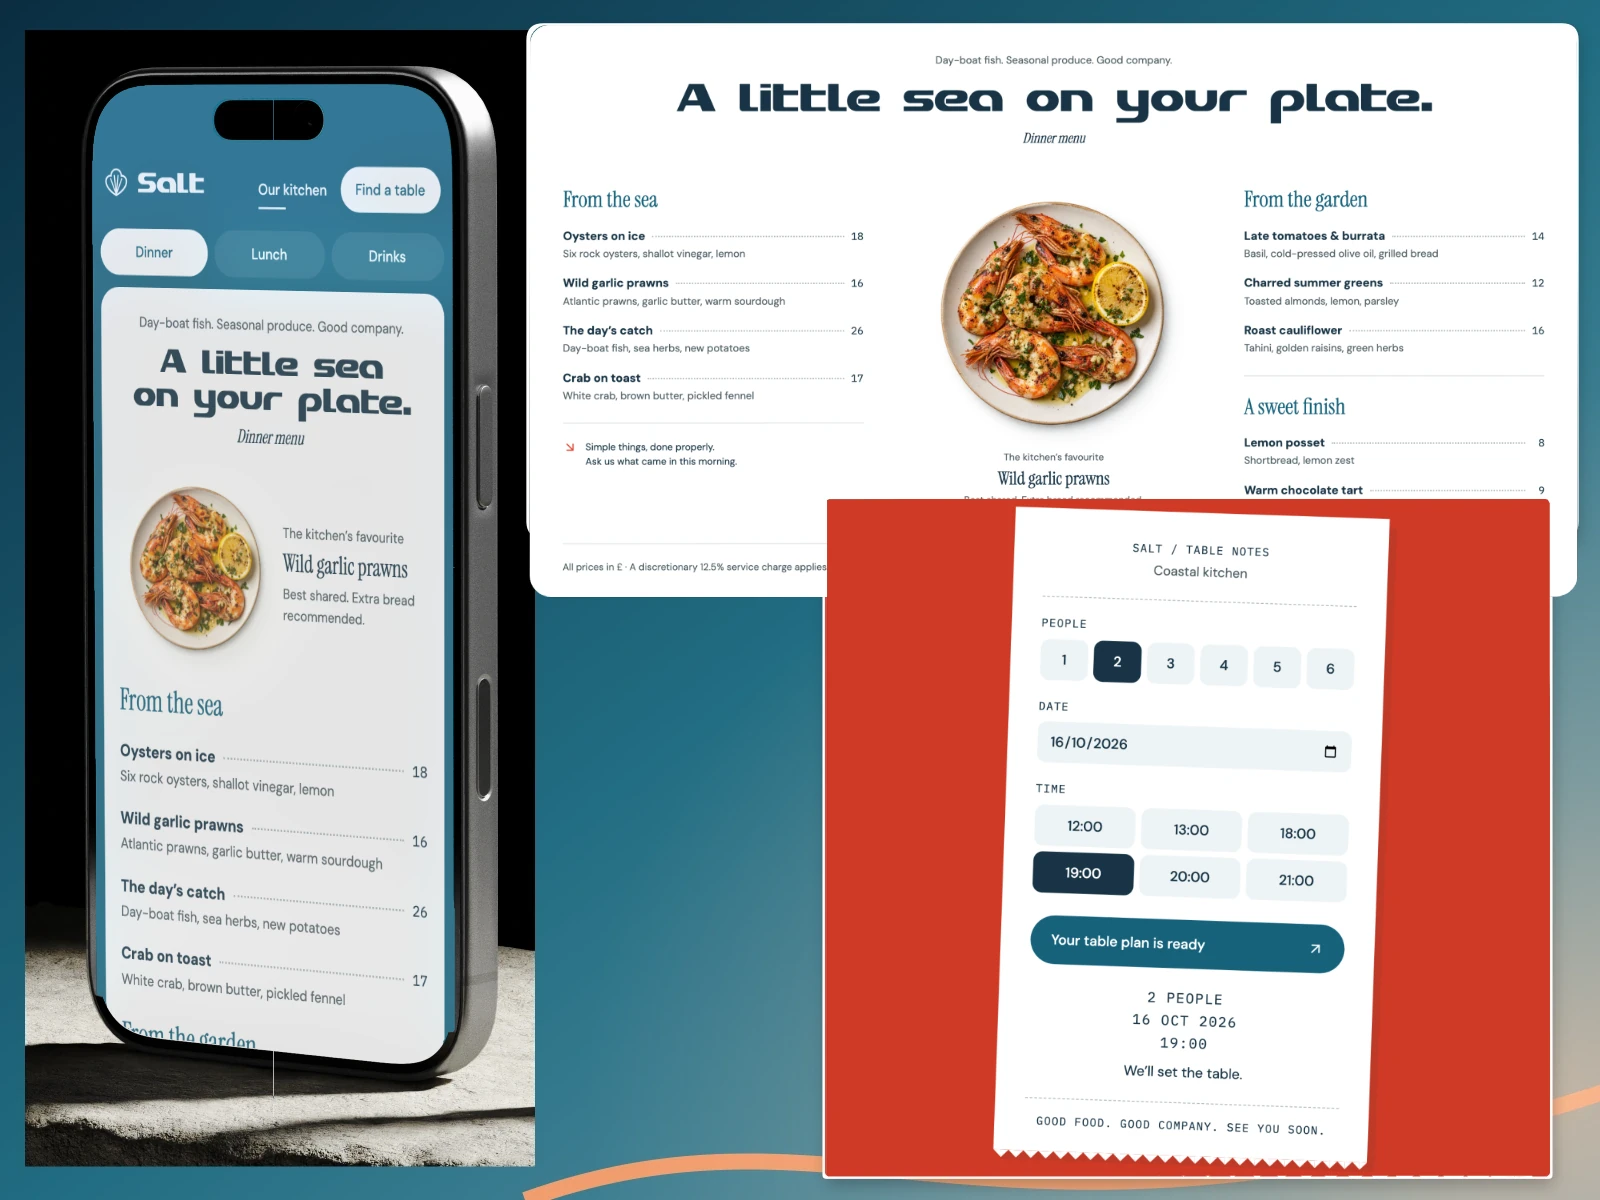 Salt
Our kitchen
Find a table
Dinner
Lunch
Drinks
Day-boat fish. Seasonal produce. Good company.
A little sea
on your plate.
Dinner menu
The kitchen's favourite
Wild garlic prawns
Best shared. Extra bread
recommended.
From the sea
Oysters on ice 18
Six rock oysters, shallot vinegar, lemon
Wild garlic prawns 16
Atlantic prawns, garlic butter, warm sourdough
The day's catch 26
Day-boat fish, sea herbs, new potatoes
Crab on toast 17
White crab, brown butter, pickled fennel
From the garden
Day-boat fish. Seasonal produce. Good company.
A little sea on your plate.
Dinner menu
From the sea
Oysters on ice 18
Six rock oysters, shallot vinegar, lemon
Wild garlic prawns 16
Atlantic prawns, garlic butter, warm sourdough
The day's catch 26
Day-boat fish, sea herbs, new potatoes
Crab on toast 17
White crab, brown butter, pickled fennel
Simple things, done properly.
Ask us what came in this morning.
The kitchen's favourite
Wild garlic prawns
Best shared. Extra bread recommended.
From the garden
Late tomatoes & burrata 14
Basil, cold-pressed olive oil, grilled bread
Charred summer greens 12
Toasted almonds, lemon, parsley
Roast cauliflower 16
Tahini, golden raisins, green herbs
A sweet finish
Lemon posset 8
Shortbread, lemon zest
Warm chocolate tart 9
All prices in £ · A discretionary 12.5% service charge applies
SALT / TABLE NOTES
Coastal kitchen
PEOPLE
1 2 3 4 5 6
DATE
16/10/2026
TIME
12:00 13:00 18:00
19:00 20:00 21:00
Your table plan is ready
2 PEOPLE
16 OCT 2026
19:00
We'll set the table.
GOOD FOOD. GOOD COMPANY. SEE YOU SOON.